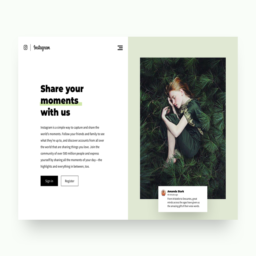 Instagram
Share your
moments
with us
Instagram is a simple way to capture and share the
world's moments. Follow your friends and family to see
what they're up to, and discover accounts from all over
the world that are sharing things you love. Join the
community of over 500 million people and express
yourself by sharing all the moments of your day – the
highlights and everything in between, too.
Sign in
Register